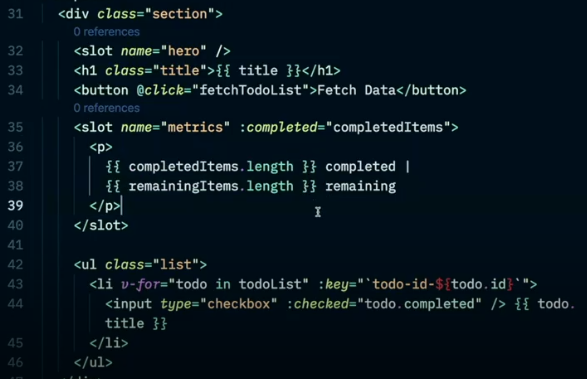 31 <div class="section">
0 references
32 <slot name="hero" />
33 <h1 class="title">{{ title }}</h1>
34 <button @click="fetchTodoList">Fetch Data</button>
0 references
35 <slot name="metrics" :completed="completedItems">
36 <p>
37 {{ completedItems.length }} completed |
38 {{ remainingItems.length }} remaining
39 </p>
40 </slot>
41
42 <ul class="list">
43 <li v-for="todo in todoList" :key="`todo-id-${todo.id}`">
44 <input type="checkbox" :checked="todo.completed" /> {{ todo.
title }}
45 </li>
46 </ul>